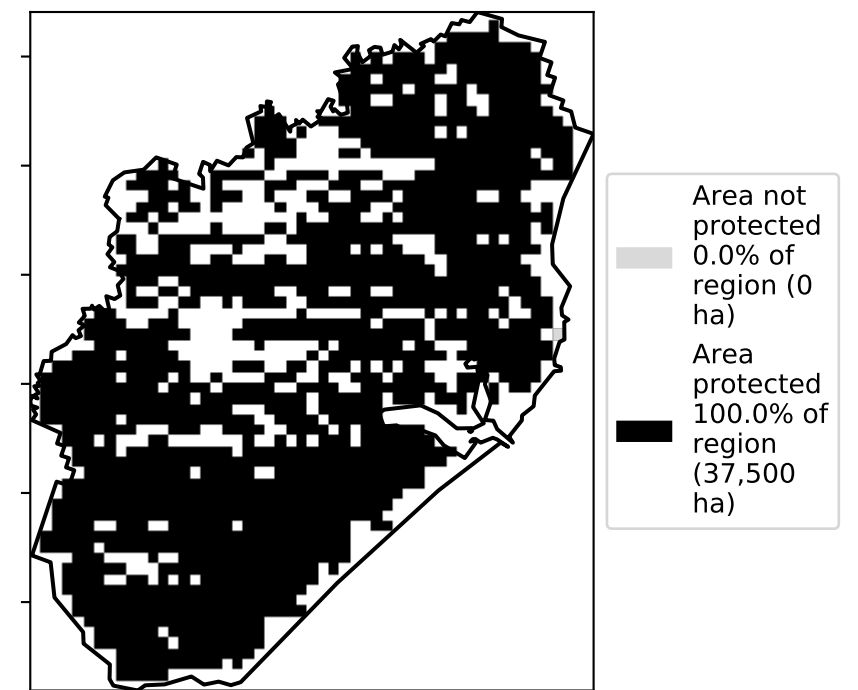 Area not
protected
0.0% of
region (0
ha)
Area
protected
100.0% of
region
(37,500
ha)